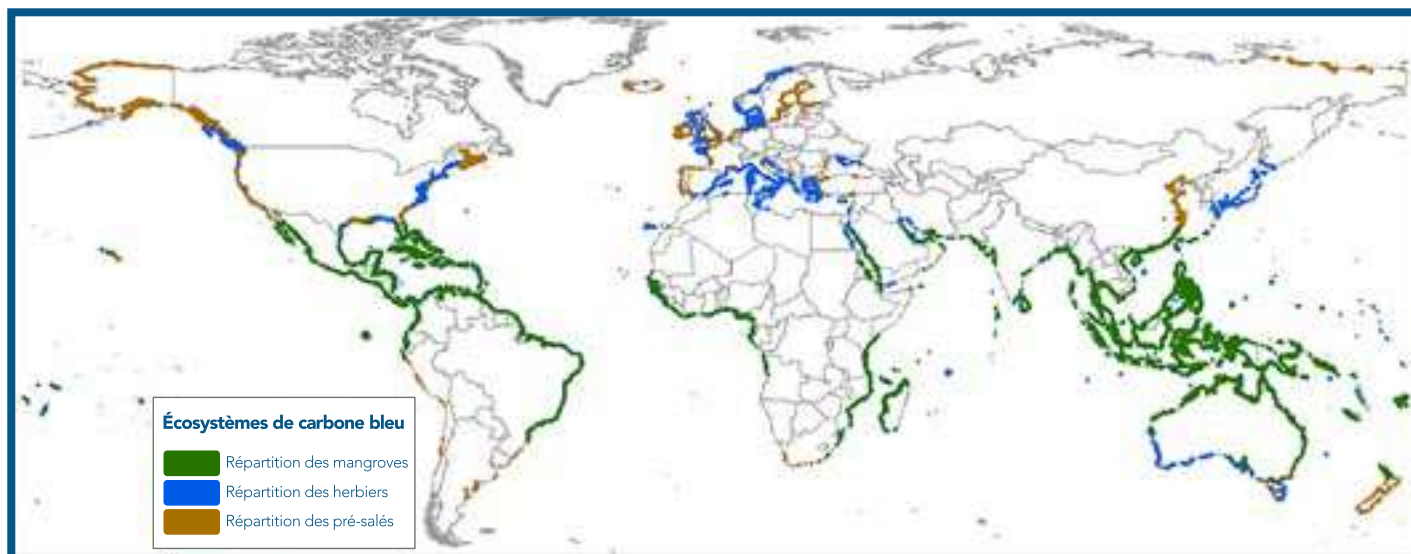 Écosystèmes de carbone bleu
Répartition des mangroves
Répartition des herbiers
Répartition des pré-salés